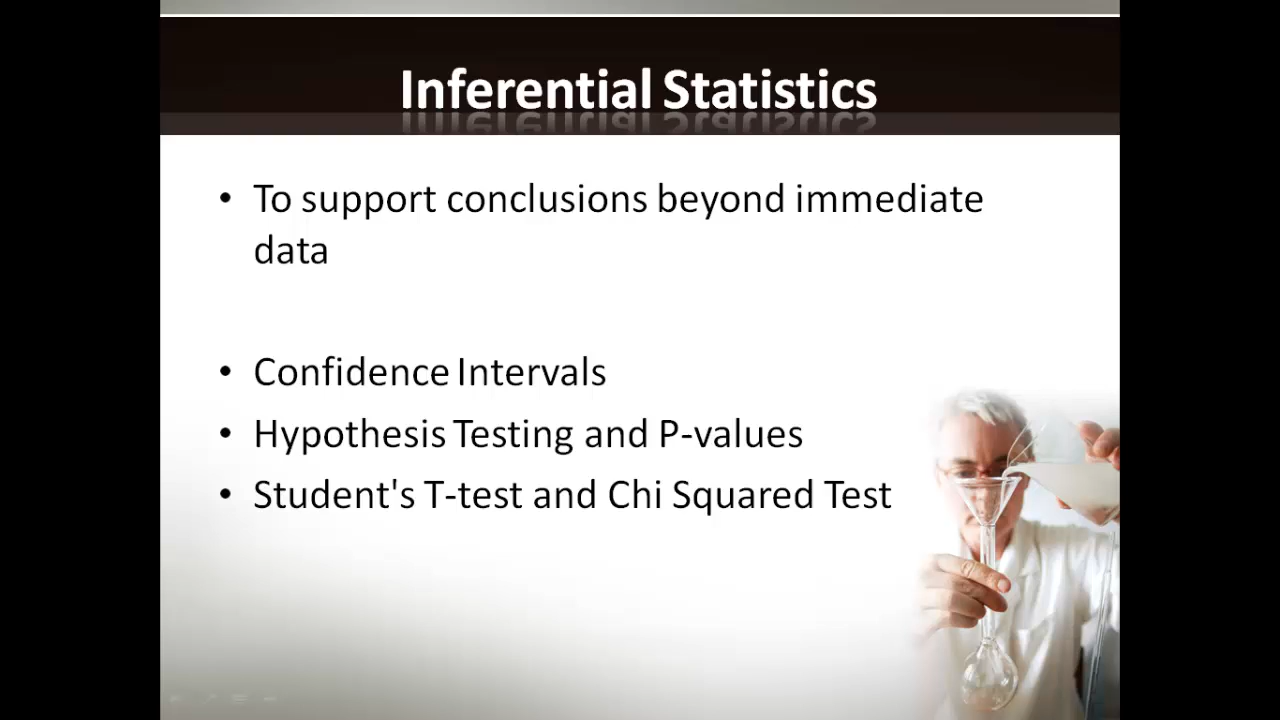 Inferential Statistics
• To support conclusions beyond immediate
data
• Confidence Intervals
• Hypothesis Testing and P-values
• Student's T-test and Chi Squared Test